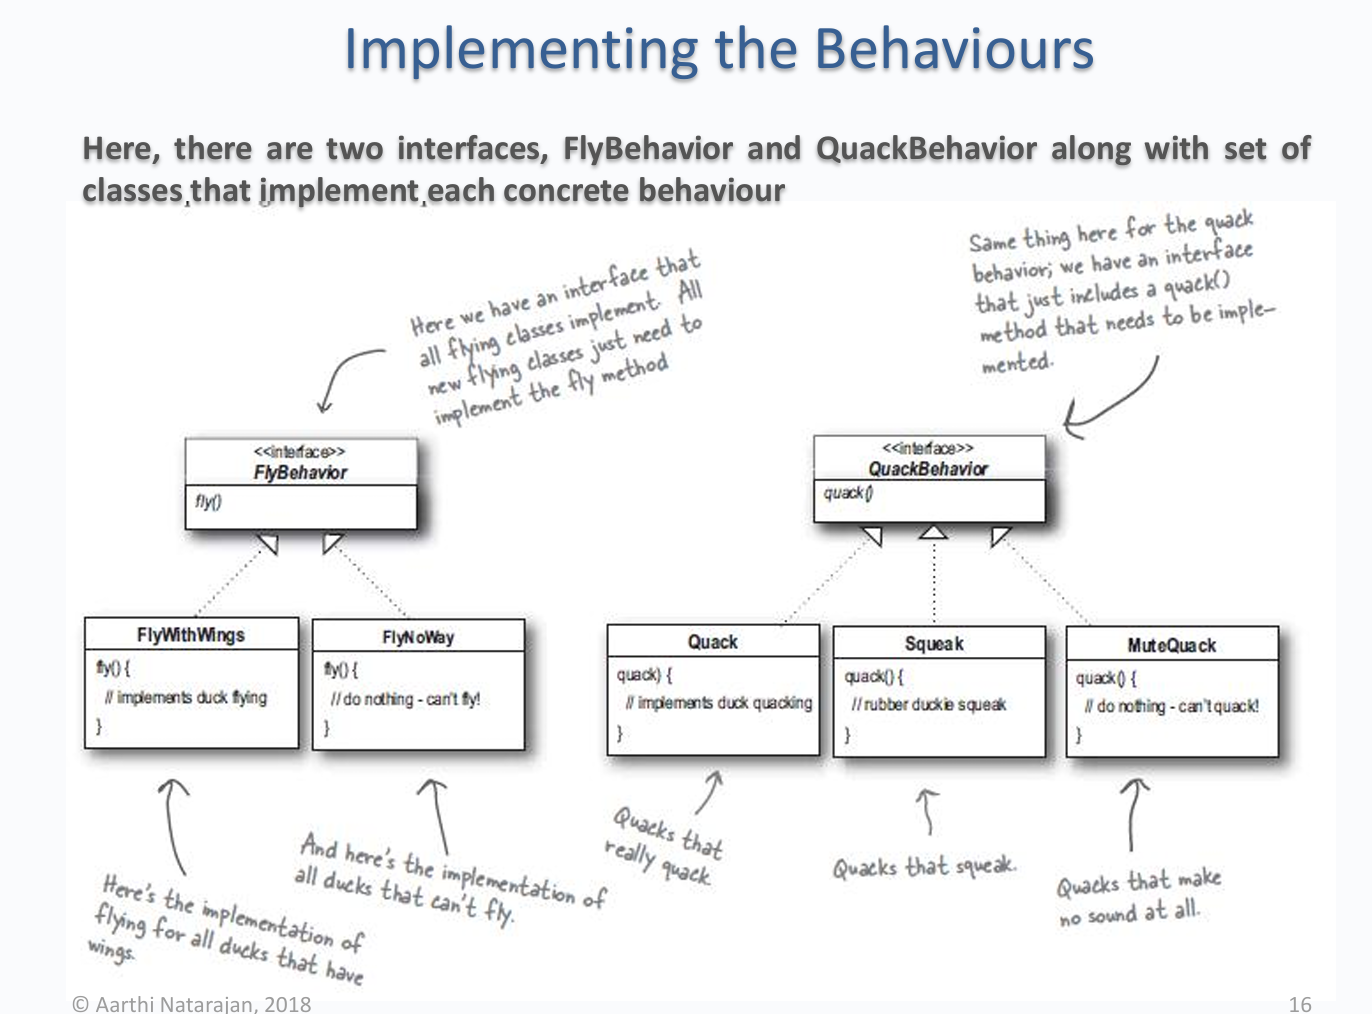 Implementing the Behaviours
Here, there are two interfaces, FlyBehavior and QuackBehavior along with set of
classes that implement each concrete behaviour
Here we have an interface that
all flying classes implement. All
new flying classes just need to
implement the fly method
Same thing here for the quack
behavior; we have an interface
that just includes a quack()
method that needs to be imple-
mented.
<<interface>>
FlyBehavior
fly()
<<interface>>
QuackBehavior
quack()
FlyWithWings
fly() {
// implements duck flying
}
FlyNoWay
fly() {
// do nothing - can't fly!
}
Quack
quack) {
// implements duck quacking
}
Squeak
quack() {
// rubber duckie squeak
}
MuteQuack
quack() {
// do nothing - can't quack!
}
Here's the implementation of
flying for all ducks that have
wings.
And here's the implementation of
all ducks that can't fly.
Quacks that
really quack.
Quacks that squeak.
Quacks that make
no sound at all.
© Aarthi Natarajan, 2018
16